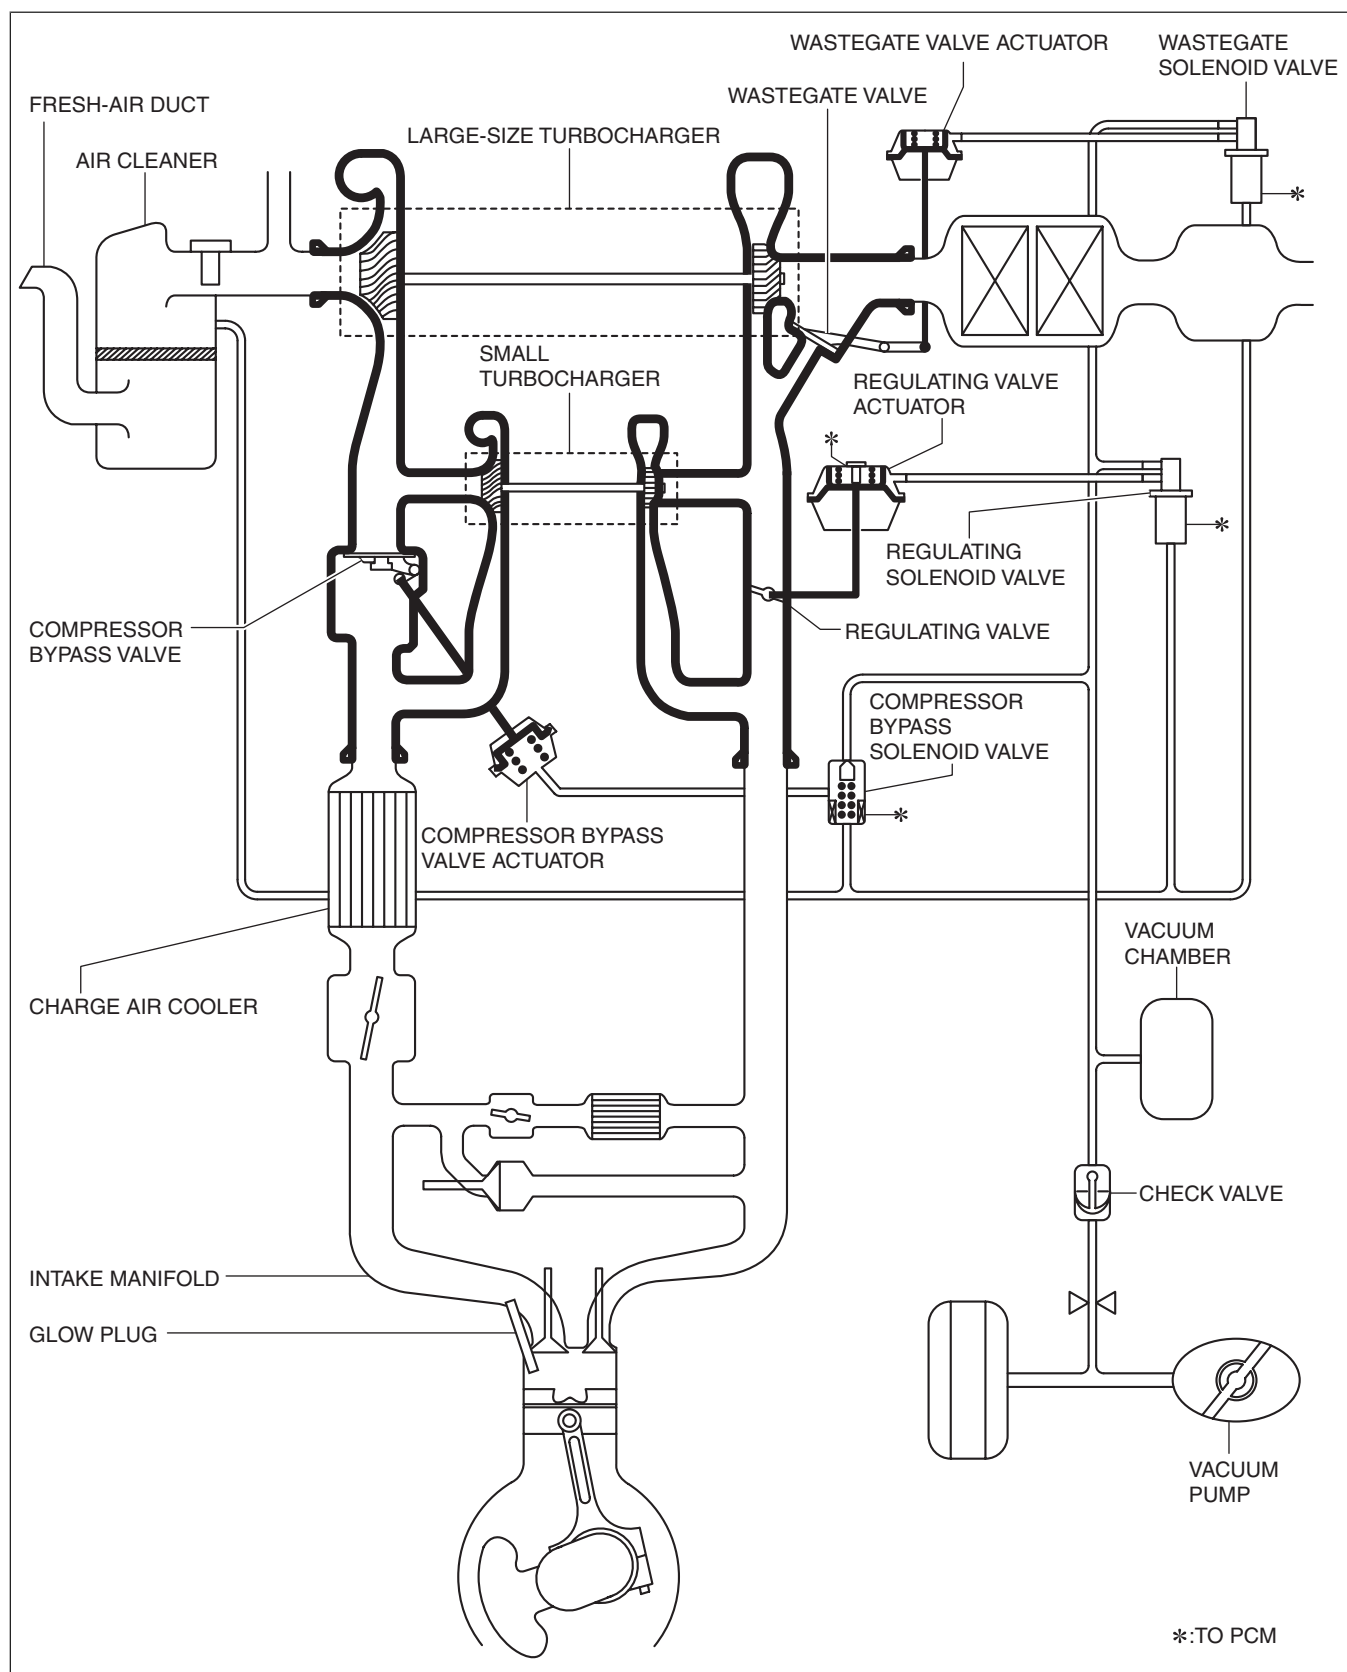 WASTEGATE VALVE ACTUATOR
WASTEGATE
SOLENOID VALVE
WASTEGATE VALVE
FRESH-AIR DUCT
LARGE-SIZE TURBOCHARGER
AIR CLEANER
*
SMALL
TURBOCHARGER
REGULATING VALVE
ACTUATOR
*
*
REGULATING
SOLENOID VALVE
COMPRESSOR
BYPASS VALVE
REGULATING VALVE
COMPRESSOR
BYPASS
SOLENOID VALVE
*
COMPRESSOR BYPASS
VALVE ACTUATOR
VACUUM
CHAMBER
CHARGE AIR COOLER
CHECK VALVE
INTAKE MANIFOLD
GLOW PLUG
VACUUM
PUMP
*:TO PCM